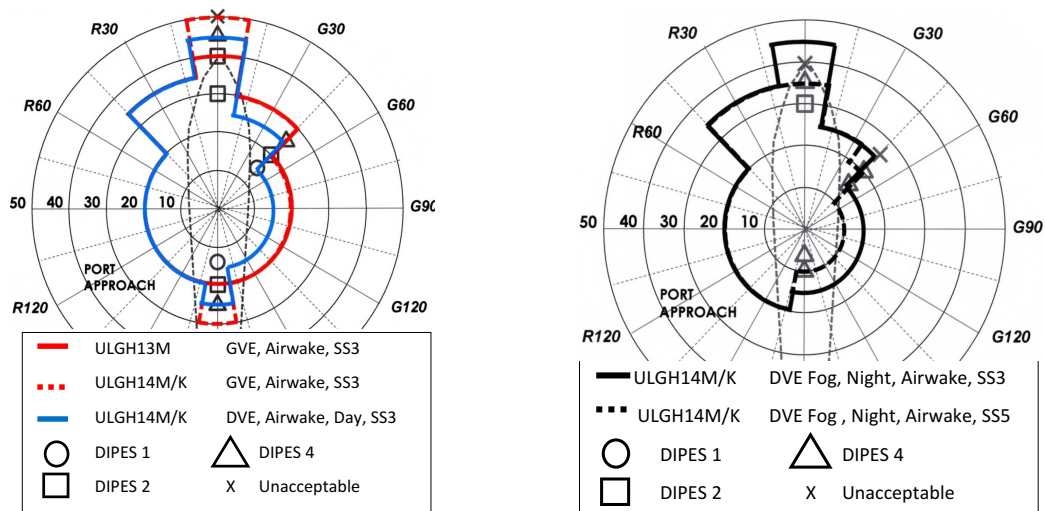 R30
G30
R60
G60
50 40 30 20 10
G90
PORT
APPROACH
R120
G120
ULGH13M GVE, Airwake, SS3
ULGH14M/K GVE, Airwake, SS3
ULGH14M/K DVE, Airwake, Day, SS3
DIPES 1 DIPES 4
DIPES 2 X Unacceptable
R30
G30
R60
G60
50 40 30 20 10
G90
PORT
APPROACH
R120
G120
ULGH14M/K DVE Fog, Night, Airwake, SS3
ULGH14M/K DVE Fog , Night, Airwake, SS5
DIPES 1 DIPES 4
DIPES 2 X Unacceptable